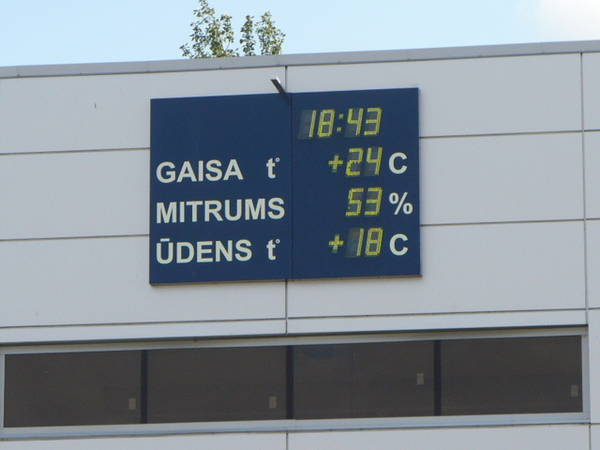 18:43
GAISA t° +24 C
MITRUMS 53 %
ŪDENS t° +18 C